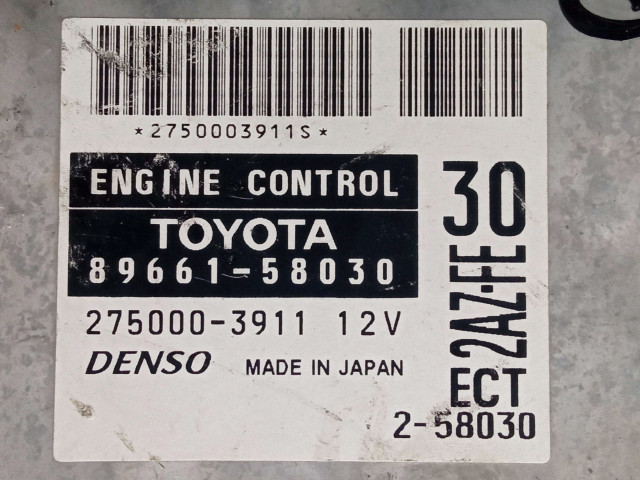 *2750003911S*
ENGINE CONTROL
TOYOTA
89661-58030
275000-3911 12V
DENSO MADE IN JAPAN
30
2AZ-FE
ECT
2-58030